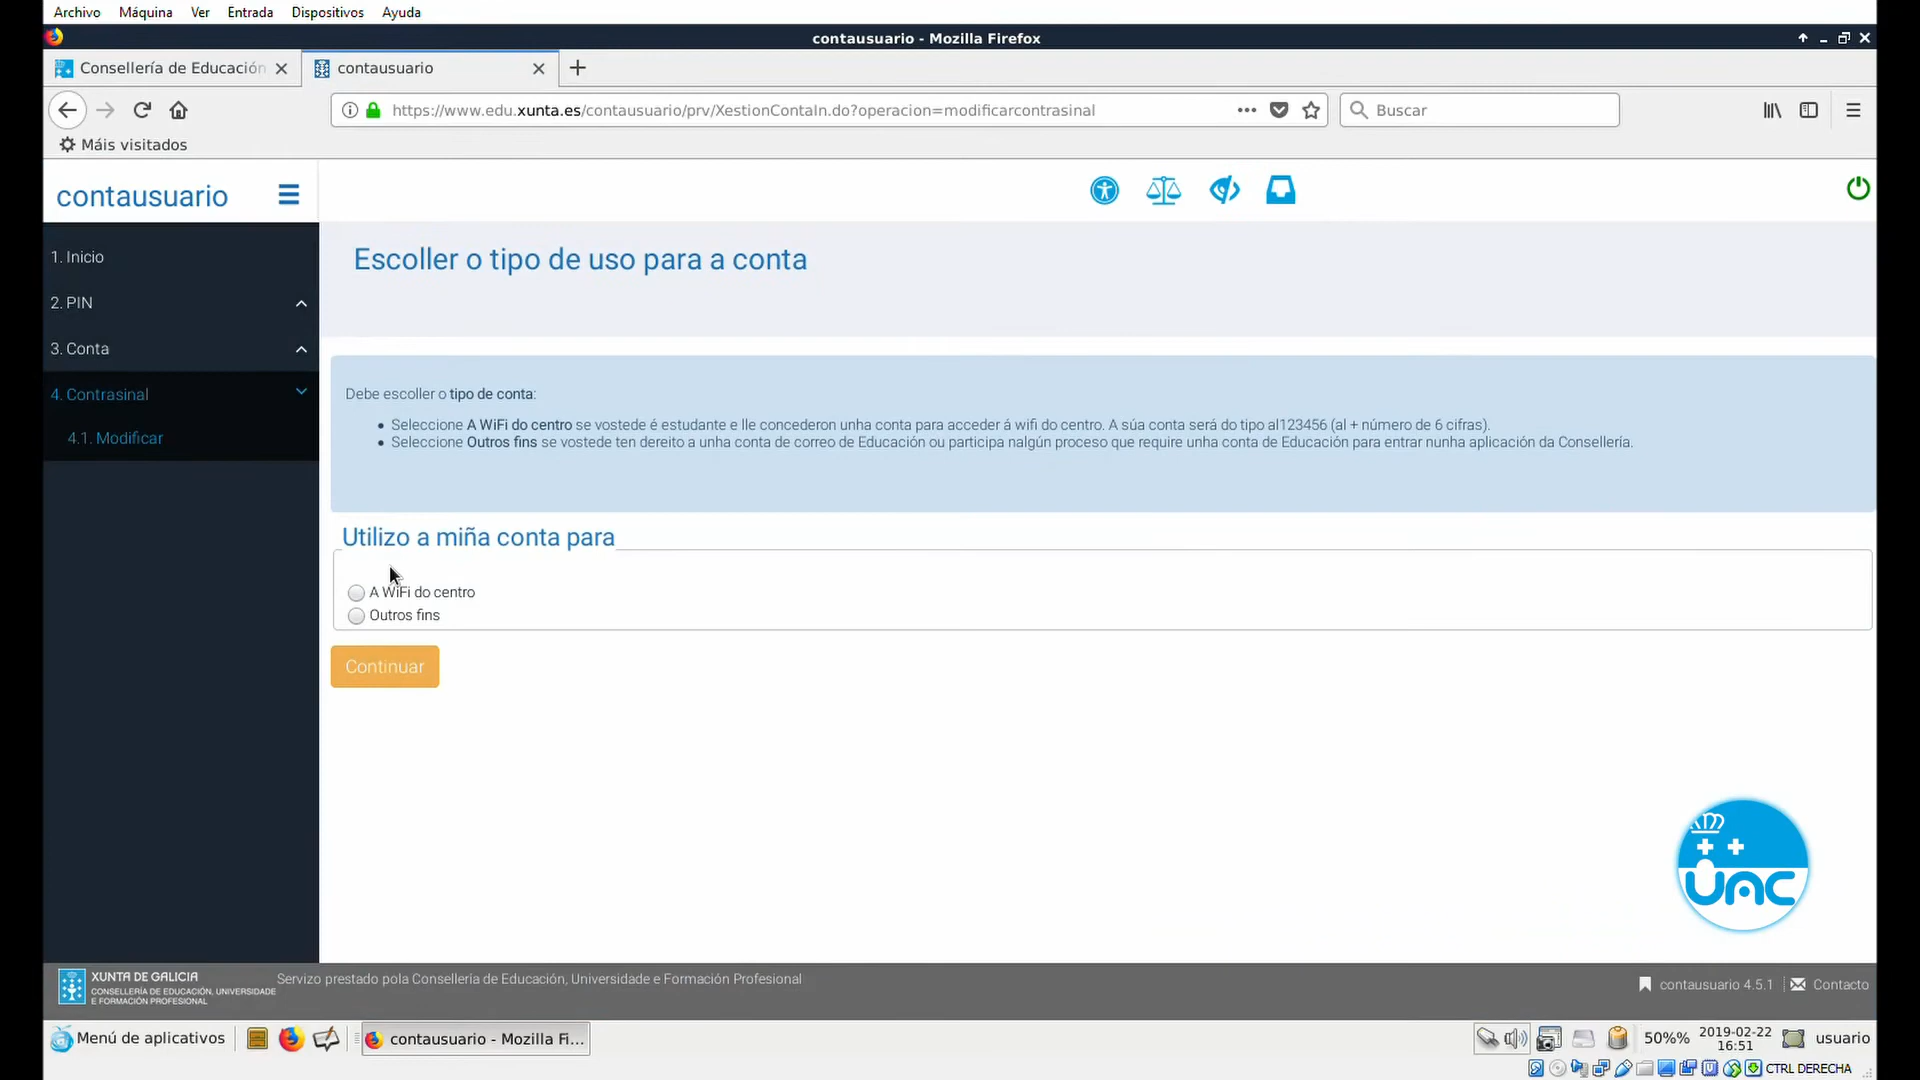 Archivo Máquina Ver Entrada Dispositivos Ayuda
contausuario - Mozilla Firefox
Consellería de Educación
contausuario
https://www.edu.xunta.es/contausuario/prv/XestionContaIn.do?operacion=modificarcontrasinal
Buscar
Máis visitados
contausuario
1. Inicio
2. PIN
3. Conta
4. Contrasinal
4.1. Modificar
Escoller o tipo de uso para a conta
Debe escoller o tipo de conta:
Seleccione A WiFi do centro se vostede é estudante e lle concederon unha conta para acceder á wifi do centro. A súa conta será do tipo al123456 (al + número de 6 cifras).
Seleccione Outros fins se vostede ten dereito a unha conta de correo de Educación ou participa nalgún proceso que require unha conta de Educación para entrar nunha aplicación da Consellería.
Utilizo a miña conta para
A WiFi do centro
Outros fins
Continuar
UAC
XUNTA DE GALICIA
CONSELLERÍA DE EDUCACIÓN, UNIVERSIDADE
E FORMACIÓN PROFESIONAL
Servizo prestado pola Consellería de Educación, Universidade e Formación Profesional
contausuario 4.5.1
Contacto
Menú de aplicativos
contausuario - Mozilla Fi...
50%%
2019-02-22
16:51
usuario
CTRL DERECHA